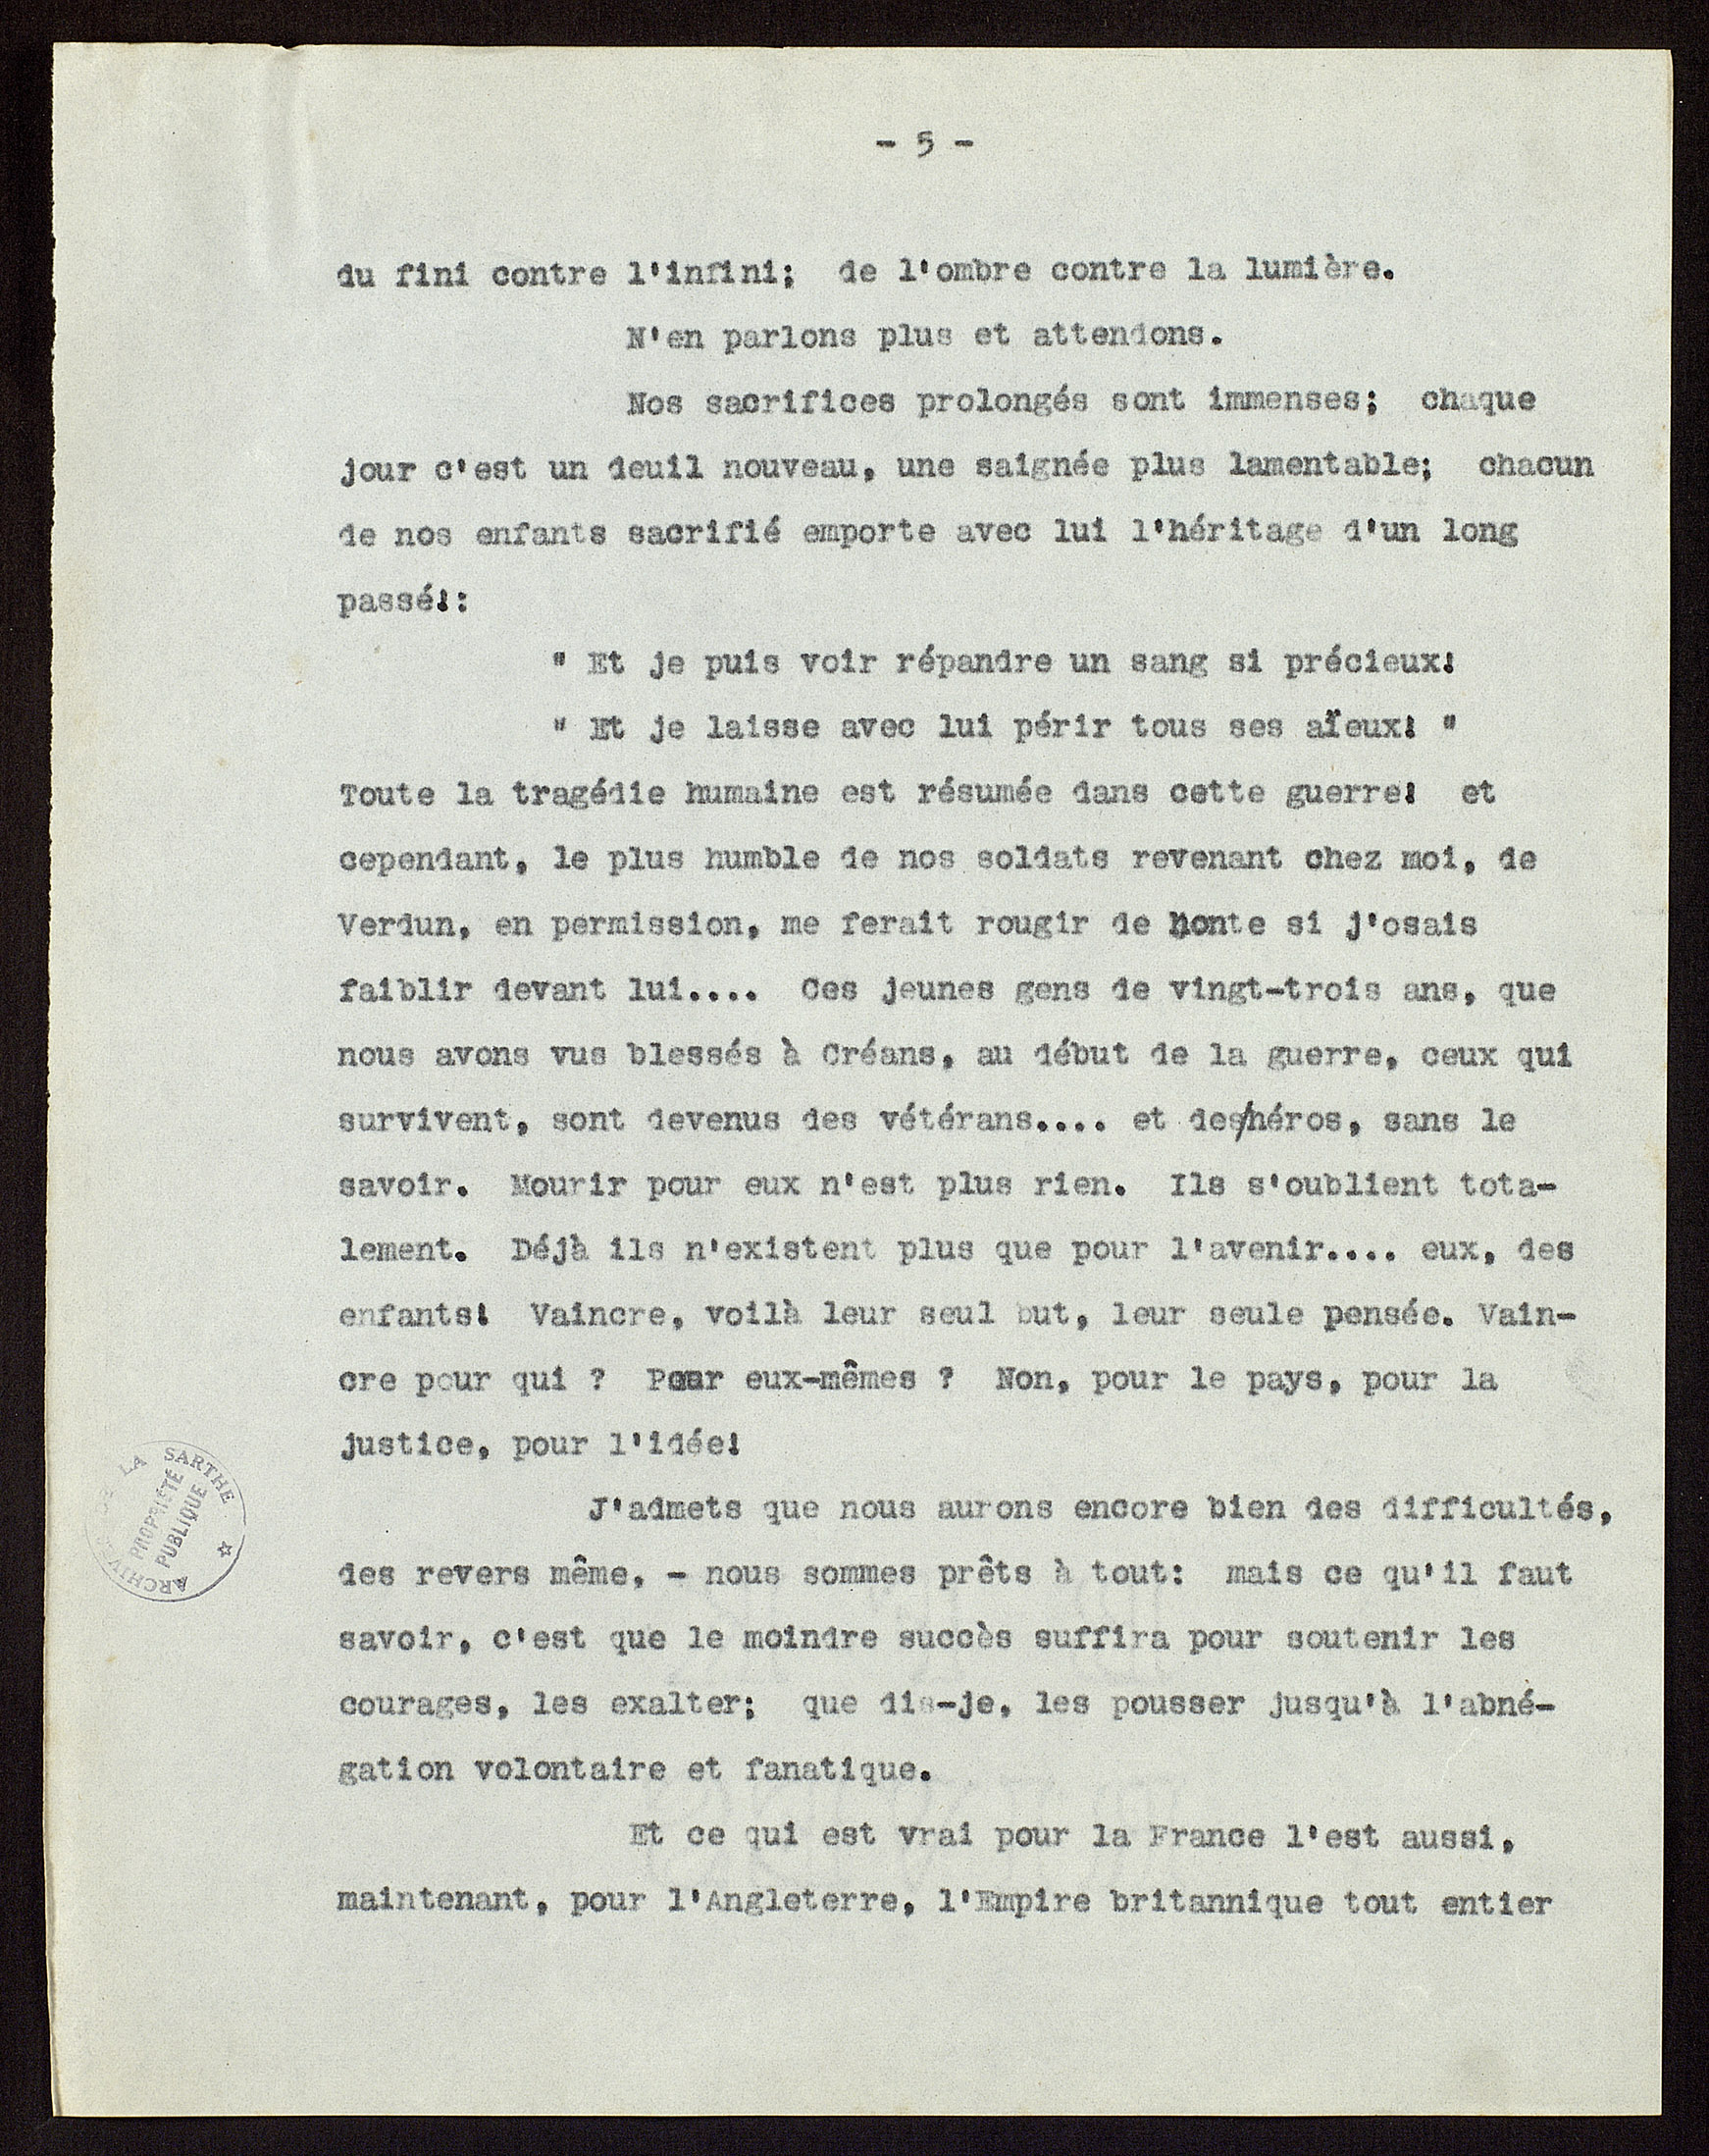 - 5 -
du fini contre l'infini; de l'ombre contre la lumière.
N'en parlons plus et attendons.
Nos sacrifices prolongés sont immenses; chaque
jour c'est un deuil nouveau, une saignée plus lamentable; chacun
de nos enfants sacrifié emporte avec lui l'héritage d'un long
passé!:
" Et je puis voir répandre un sang si précieux!
" Et je laisse avec lui périr tous ses aïeux! "
Toute la tragédie humaine est résumée dans cette guerre! et
cependant, le plus humble de nos soldats revenant chez moi, de
Verdun, en permission, me ferait rougir de honte si j'osais
faiblir devant lui.... Ces jeunes gens de vingt-trois ans, que
nous avons vus blessés à Créans, au début de la guerre, ceux qui
survivent, sont devenus des vétérans.... et des/héros, sans le
savoir. Mourir pour eux n'est plus rien. Ils s'oublient tota-
lement. Déjà ils n'existent plus que pour l'avenir.... eux, des
enfants! Vaincre, voilà leur seul but, leur seule pensée. Vain-
cre pour qui ? Pour eux-mêmes ? Non, pour le pays, pour la
justice, pour l'idée!
J'admets que nous aurons encore bien des difficultés,
des revers même, - nous sommes prêts à tout: mais ce qu'il faut
savoir, c'est que le moindre succès suffira pour soutenir les
courages, les exalter; que dis-je, les pousser jusqu'à l'abné-
gation volontaire et fanatique.
Et ce qui est vrai pour la France l'est aussi,
maintenant, pour l'Angleterre, l'Empire britannique tout entier
LA SARTHE
PROPRIÉTÉ
PUBLIQUE